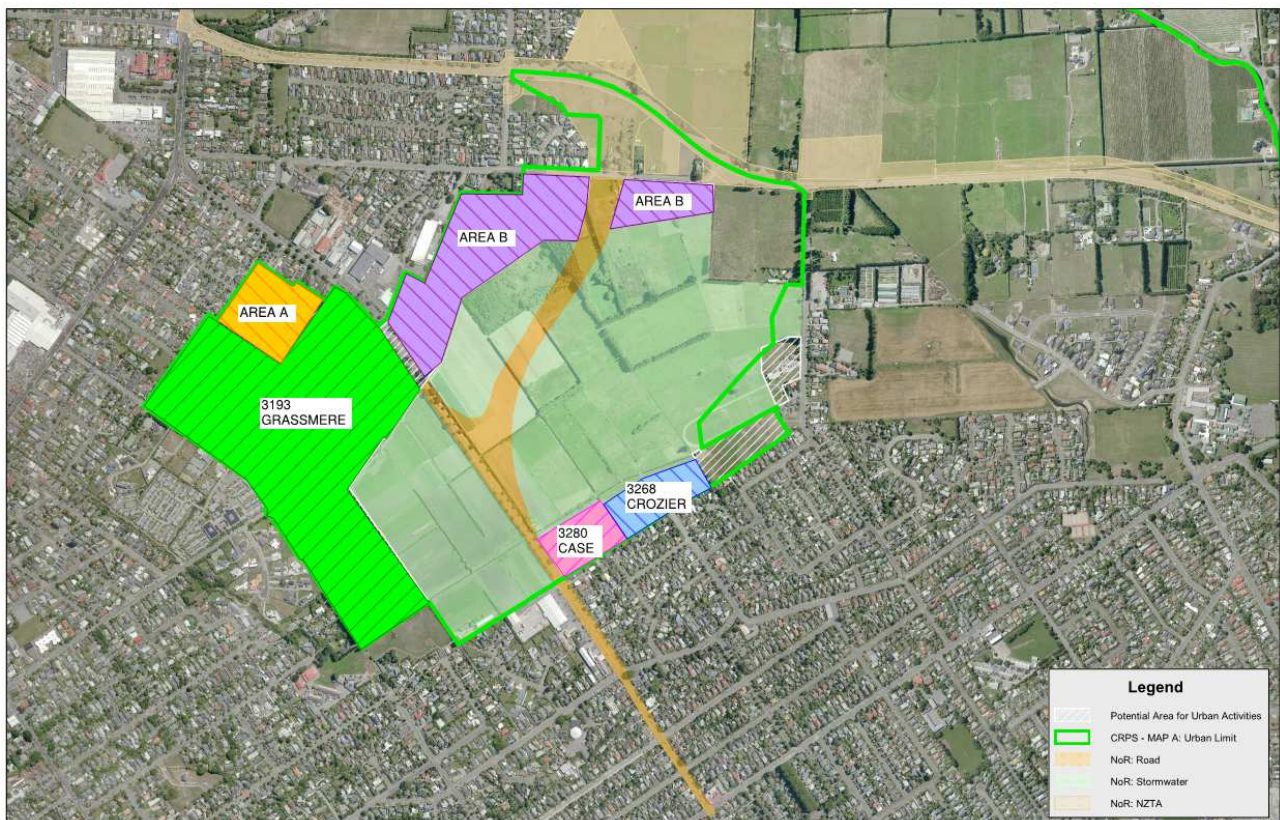 AREA B
AREA B
AREA A
3193
GRASSMERE
3268
CROZIER
3280
CASE
Legend
Potential Area for Urban Activities
CRPS - MAP A: Urban Limit
NoR: Road
NoR: Stormwater
NoR: NZTA